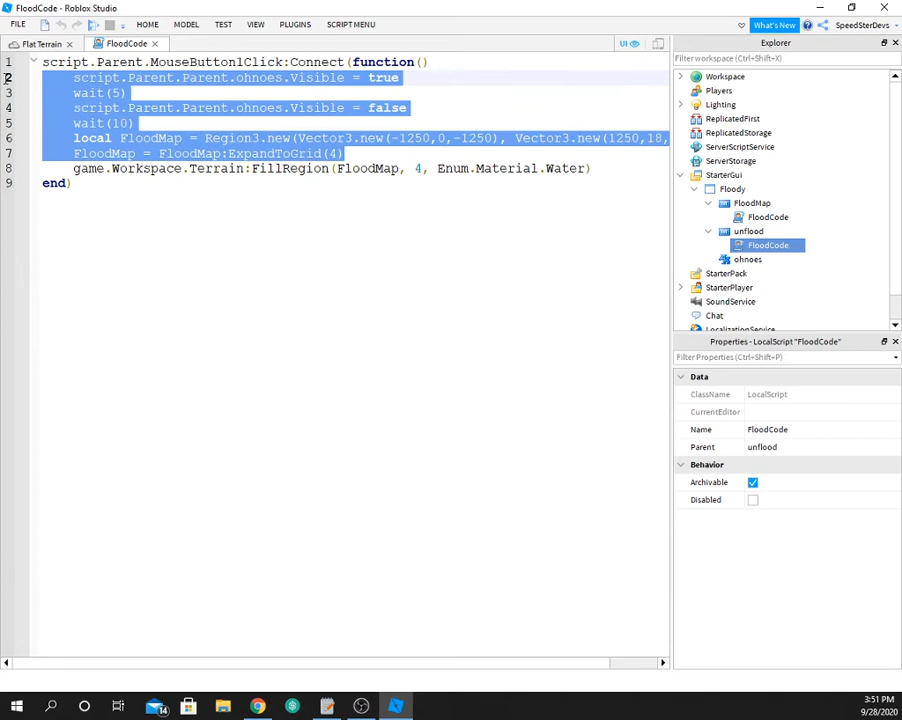 FloodCode - Roblox Studio
FILE HOME MODEL TEST VIEW PLUGINS SCRIPT MENU What's New SpeedSterDevs
Flat Terrain × FloodCode × UI Explorer
Filter workspace (Ctrl+Shift+X)
1 script.Parent.MouseButton1Click:Connect(function()
2 script.Parent.Parent.ohnoes.Visible = true
3 wait(5)
4 script.Parent.Parent.ohnoes.Visible = false
5 wait(10)
6 local FloodMap = Region3.new(Vector3.new(-1250,0,-1250), Vector3.new(1250,18,
7 FloodMap = FloodMap:ExpandToGrid(4)
8 game.Workspace.Terrain:FillRegion(FloodMap, 4, Enum.Material.Water)
9 end)
Workspace
Players
Lighting
ReplicatedFirst
ReplicatedStorage
ServerScriptService
ServerStorage
StarterGui
Floody
FloodMap
FloodCode
unflood
FloodCode
ohnoes
StarterPack
StarterPlayer
SoundService
Chat
LocalizationService
Properties - LocalScript "FloodCode"
Filter Properties (Ctrl+Shift+P)
Data
ClassName LocalScript
CurrentEditor
Name FloodCode
Parent unflood
Behavior
Archivable
Disabled
14
3:51 PM
9/28/2020